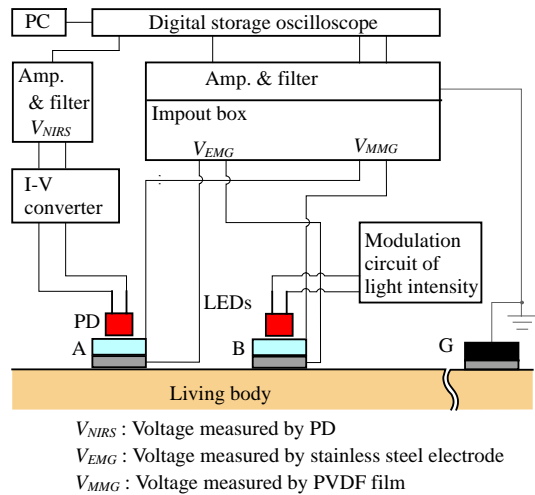 PC
Digital storage oscilloscope
Amp.
& filter
VNIRS
Amp. & filter
Impout box
VEMG
VMMG
I-V
converter
Modulation
circuit of
light intensity
LEDs
PD
A
B
G
Living body
VNIRS : Voltage measured by PD
VEMG : Voltage measured by stainless steel electrode
VMMG : Voltage measured by PVDF film